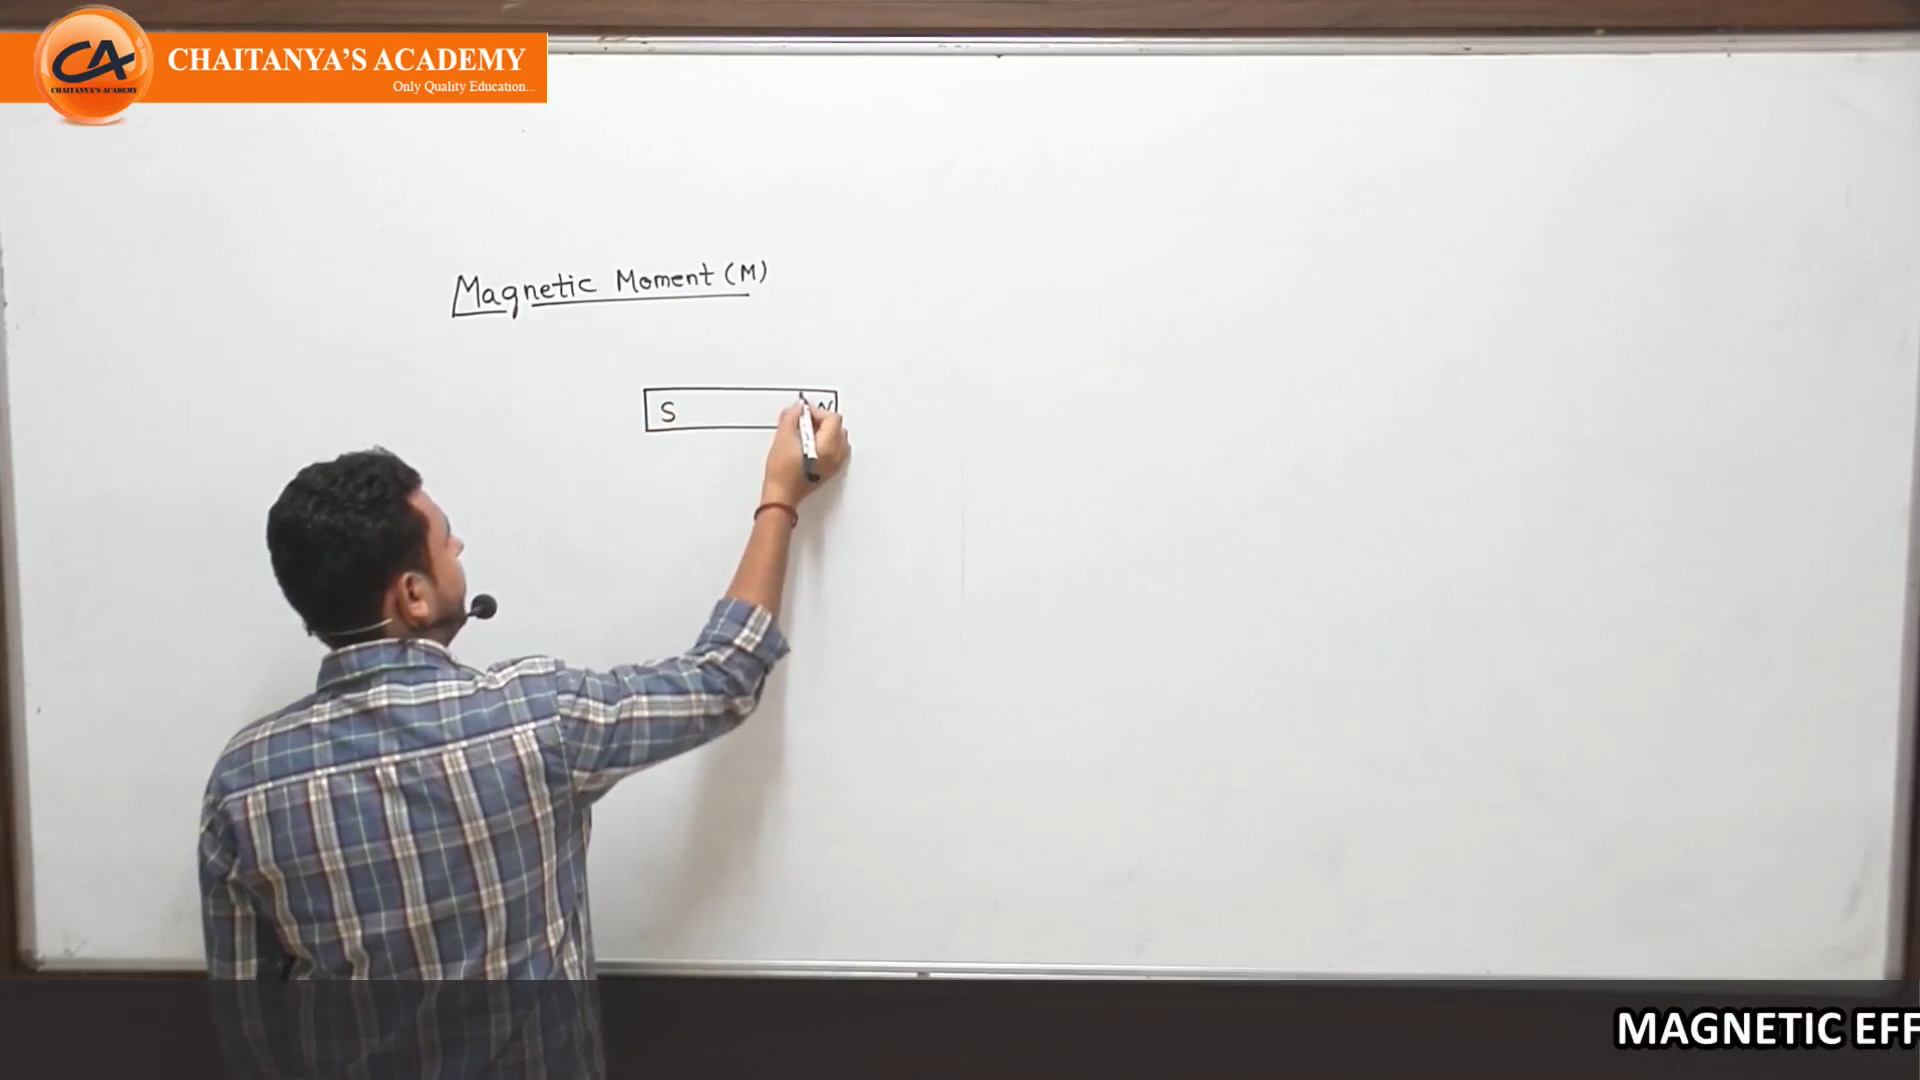 CA
CHAITANYA'S ACADEMY
CHAITANYA'S ACADEMY
Only Quality Education...
Magnetic Moment (M)
S N
MAGNETIC EFF